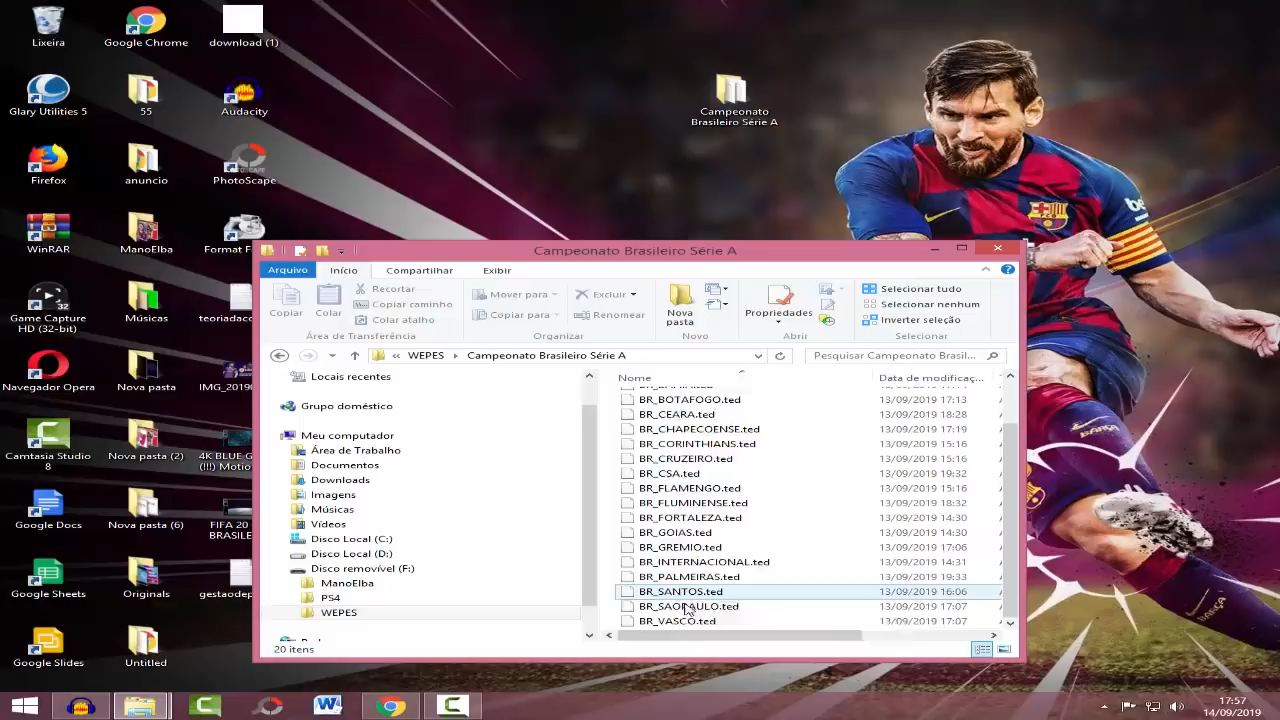 Lixeira
Google Chrome
download (1)
Glary Utilities 5
55
Audacity
Campeonato
Brasileiro Série A
Firefox
anuncio
PhotoScape
WinRAR
ManoElba
Format F
Game Capture
HD (32-bit)
Músicas
teoriadaco
Navegador Opera
Nova pasta
IMG_2019
Camtasia Studio
8
Nova pasta (2)
4K BLUE G
(!!!) Moti
Google Docs
Nova pasta (6)
FIFA 20
BRASILE
Google Sheets
Originals
gestaodep
Google Slides
Untitled
Campeonato Brasileiro Série A
Arquivo
Início
Compartilhar
Exibir
Copiar
Colar
Recortar
Copiar caminho
Colar atalho
Área de Transferência
Mover para
Copiar para
Excluir
Renomear
Organizar
Nova
pasta
Novo
Propriedades
Abrir
Selecionar tudo
Selecionar nenhum
Inverter seleção
Selecionar
WEPES
Campeonato Brasileiro Série A
Pesquisar Campeonato Brasil...
Locais recentes
Grupo doméstico
Meu computador
Área de Trabalho
Documentos
Downloads
Imagens
Músicas
Vídeos
Disco Local (C:)
Disco Local (D:)
Disco removível (F:)
ManoElba
PS4
WEPES
Nome
Data de modificaç...
BR_BOTAFOGO.ted 13/09/2019 17:13
BR_CEARA.ted 13/09/2019 18:28
BR_CHAPECOENSE.ted 13/09/2019 17:19
BR_CORINTHIANS.ted 13/09/2019 15:16
BR_CRUZEIRO.ted 13/09/2019 15:16
BR_CSA.ted 13/09/2019 19:32
BR_FLAMENGO.ted 13/09/2019 15:16
BR_FLUMINENSE.ted 13/09/2019 18:32
BR_FORTALEZA.ted 13/09/2019 14:30
BR_GOIAS.ted 13/09/2019 14:30
BR_GREMIO.ted 13/09/2019 17:06
BR_INTERNACIONAL.ted 13/09/2019 14:31
BR_PALMEIRAS.ted 13/09/2019 19:33
BR_SANTOS.ted 13/09/2019 16:06
BR_SAOPAULO.ted 13/09/2019 17:07
BR_VASCO.ted 13/09/2019 17:07
20 itens
17:57
14/09/2019